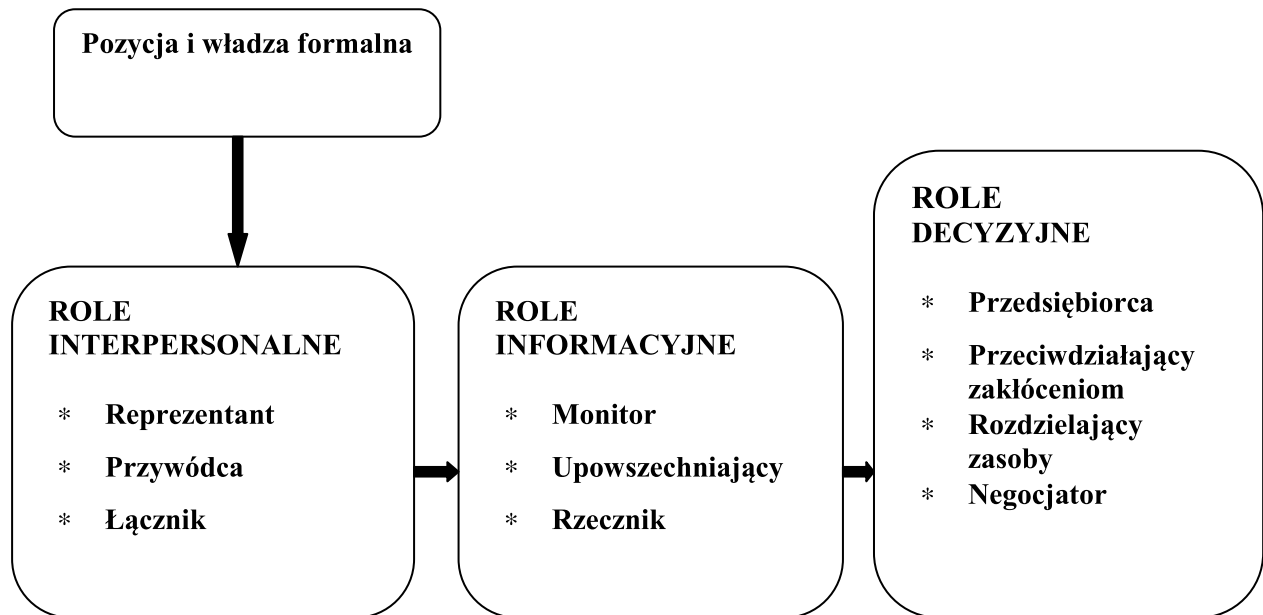 Pozycja i władza formalna
ROLE
INTERPERSONALNE
* Reprezentant
* Przywódca
* Łącznik
ROLE
INFORMACYJNE
* Monitor
* Upowszechniający
* Rzecznik
ROLE
DECYZYJNE
* Przedsiębiorca
* Przeciwdziałający
zakłóceniom
* Rozdzielający
zasoby
* Negocjator